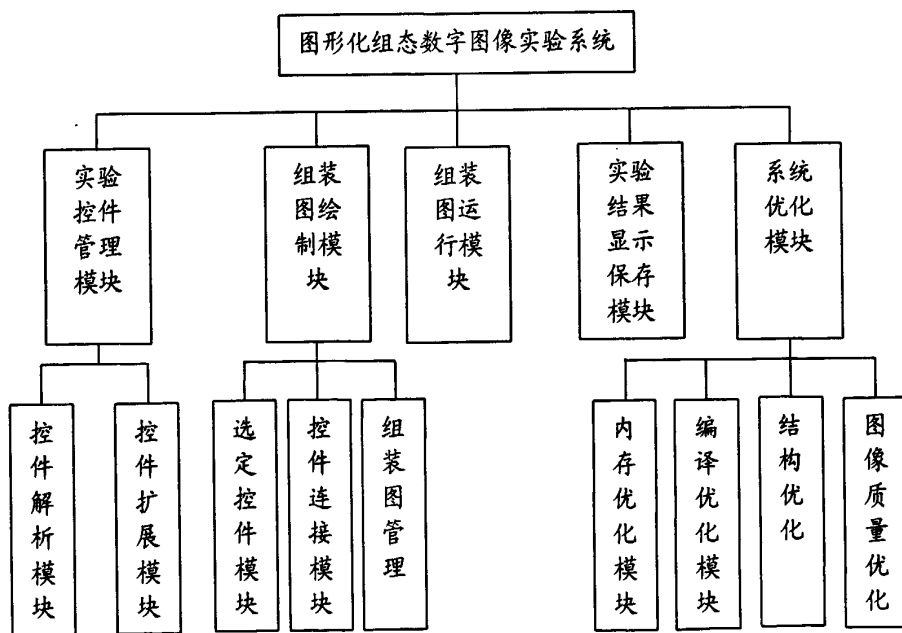 图形化组态数字图像实验系统
实验
控件
管理
模块
组装
图绘
制模
块
组装
图运
行模
块
实验
结果
显示
保存
模块
系统
优化
模块
控件解析模块
控件扩展模块
选定控件模块
控件连接模块
组装图管理
内存优化模块
编译优化模块
结构优化
图像质量优化